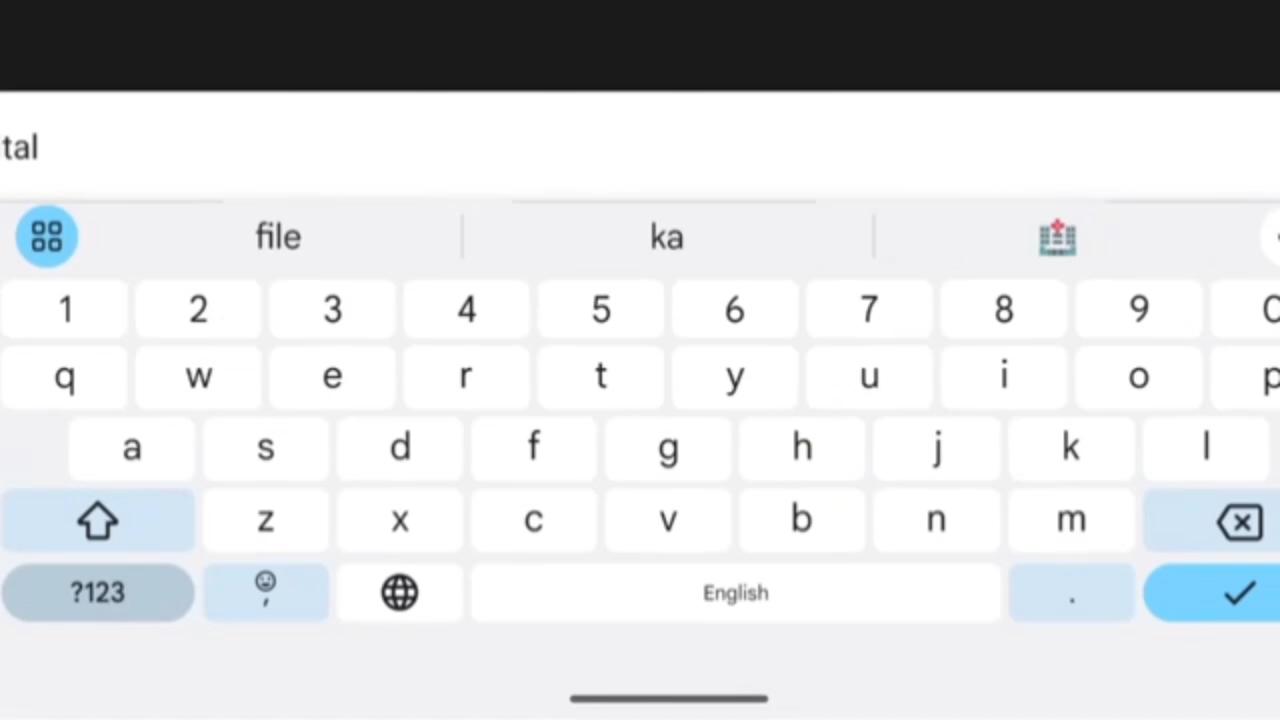 tal
file ka 🏥
1 2 3 4 5 6 7 8 9 0
q w e r t y u i o p
a s d f g h j k l
z x c v b n m
?123 , English .